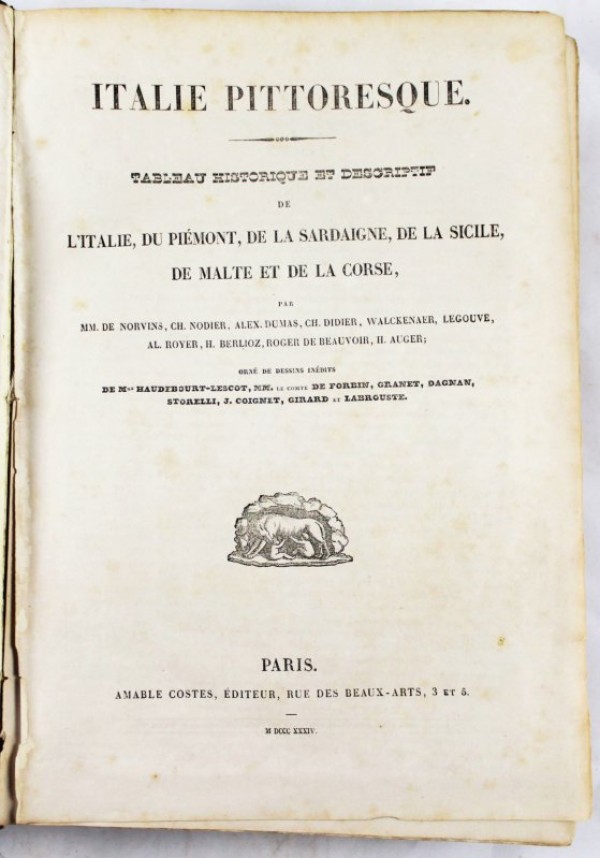 ITALIE PITTORESQUE.
TABLEAU HISTORIQUE ET DESCRIPTIF
DE
L'ITALIE, DU PIÉMONT, DE LA SARDAIGNE, DE LA SICILE,
DE MALTE ET DE LA CORSE,
PAR
MM. DE NORVINS, CH. NODIER, ALEX. DUMAS, CH. DIDIER, WALCKENAER, LEGOUVE,
AL. ROYER, H. BERLIOZ, ROGER DE BEAUVOIR, H. AUGER;
ORNÉ DE DESSINS INÉDITS
DE Mme HAUDEBOURT-LESCOT, MM. LE COMTE DE FORBIN, GRANET, DAGNAN,
STORELLI, J. COIGNET, GIRARD ET LABROUSTE.
PARIS.
AMABLE COSTES, ÉDITEUR, RUE DES BEAUX-ARTS, 3 ET 5.
M DCCC XXXIV.